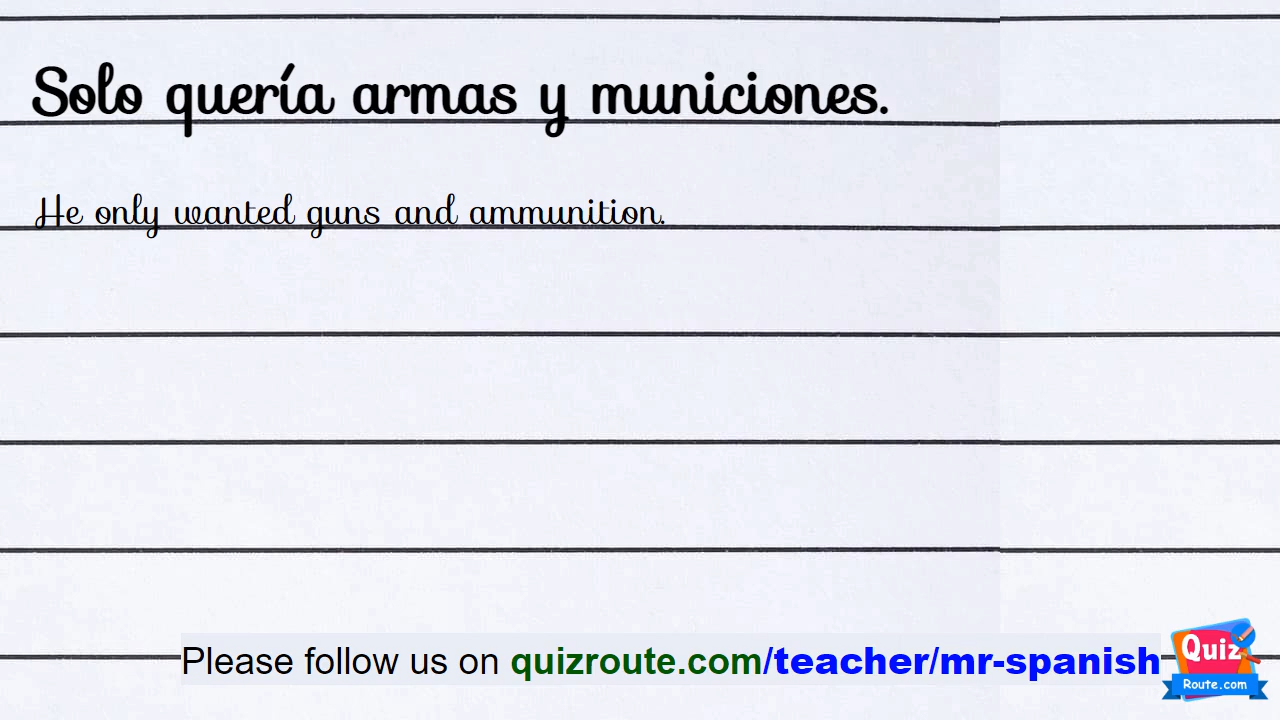 Solo quería armas y municiones.
He only wanted guns and ammunition.
Please follow us on quizroute.com/teacher/mr-spanish
Quiz
Route.com